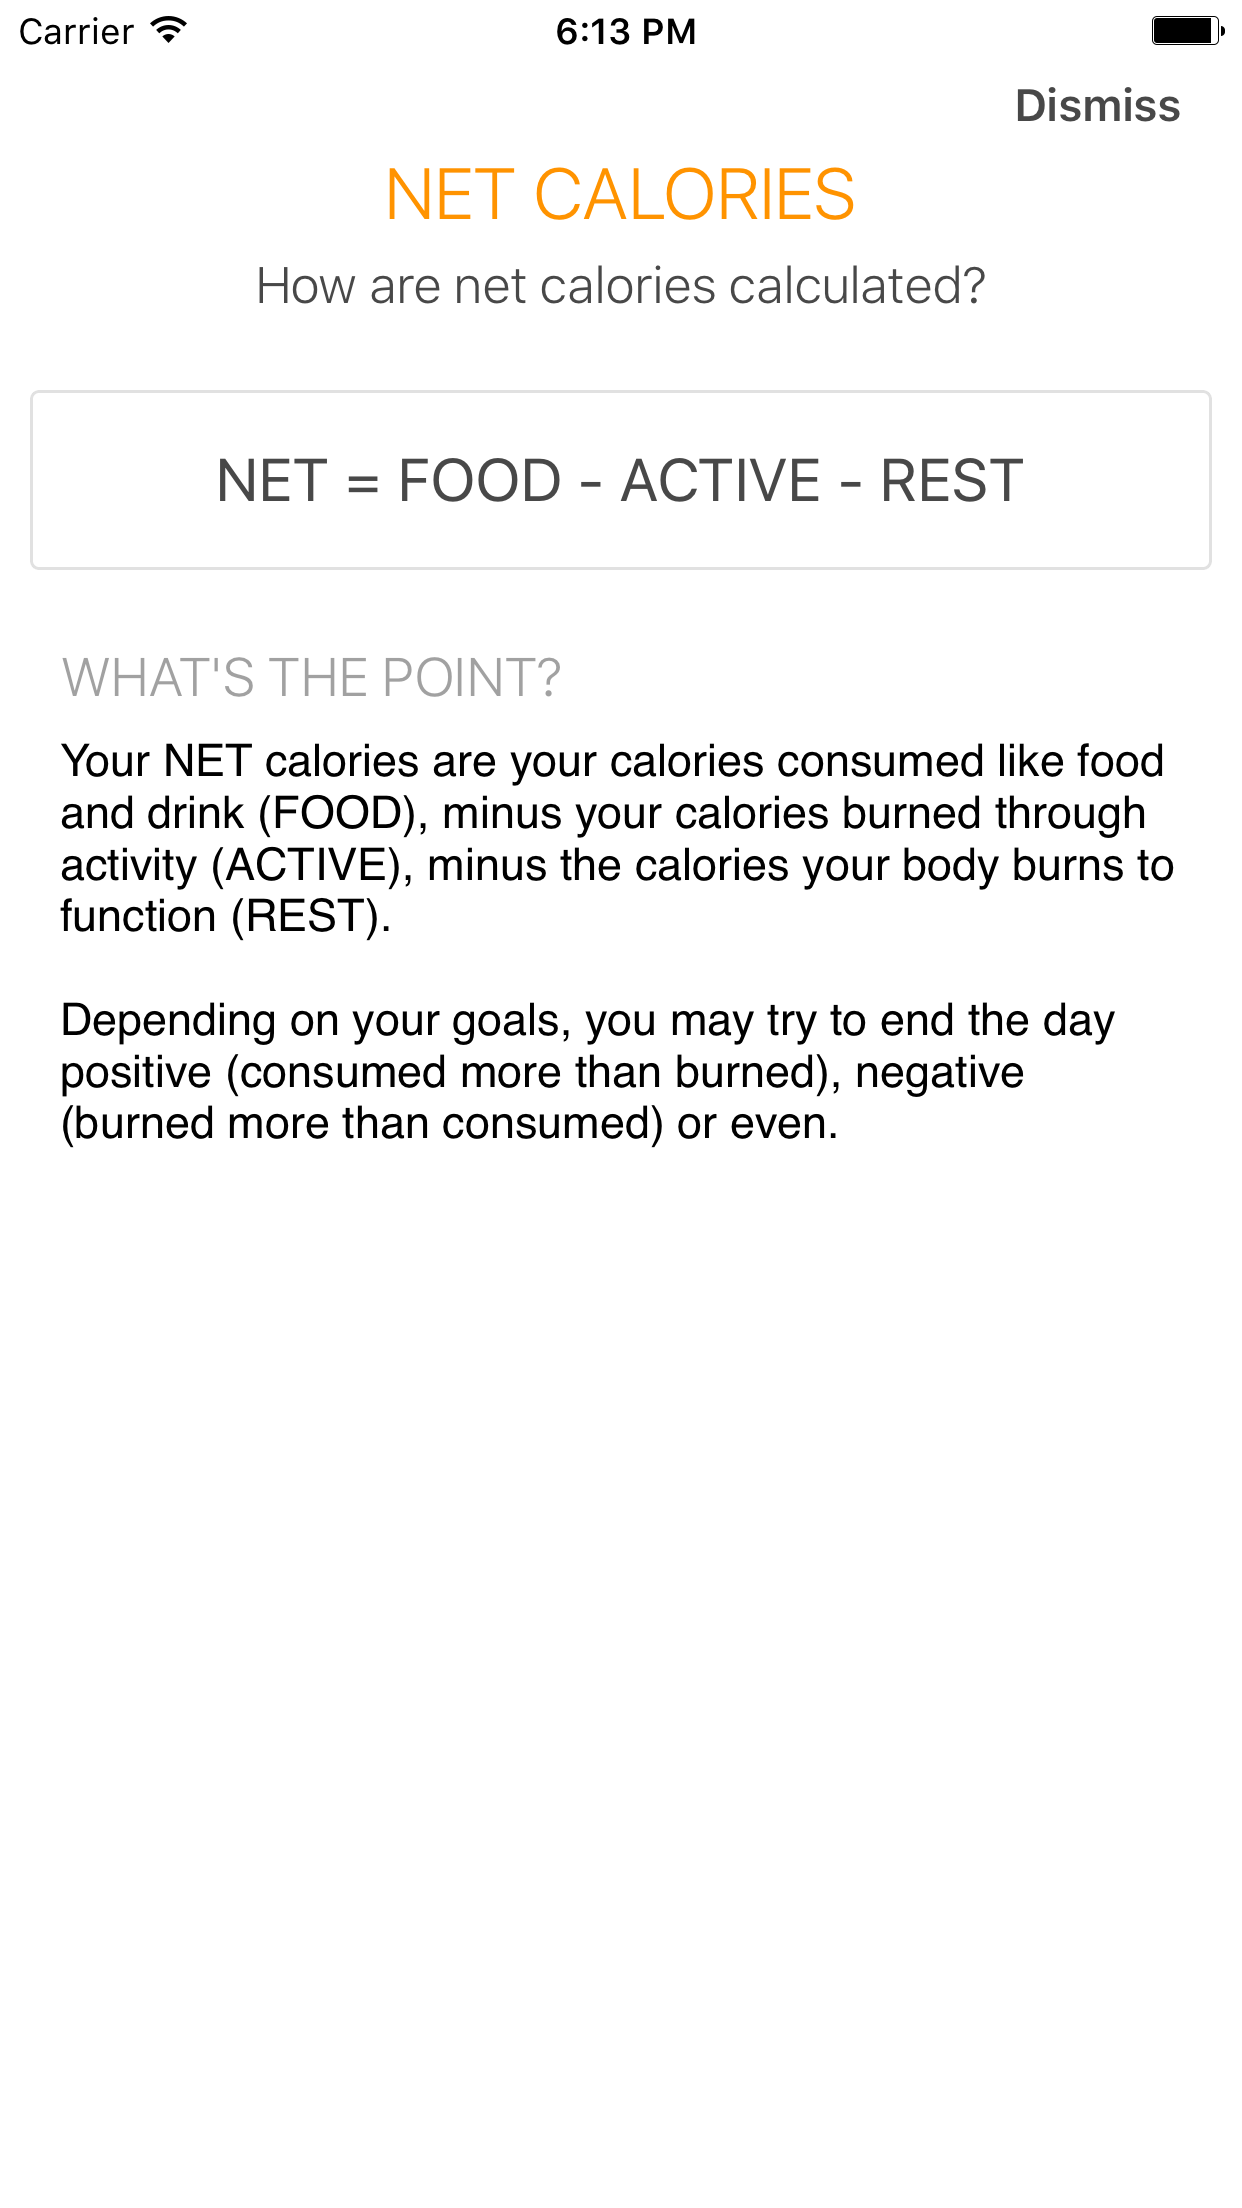 Carrier
6:13 PM
Dismiss
NET CALORIES
How are net calories calculated?
NET = FOOD - ACTIVE - REST
WHAT'S THE POINT?
Your NET calories are your calories consumed like food
and drink (FOOD), minus your calories burned through
activity (ACTIVE), minus the calories your body burns to
function (REST).
Depending on your goals, you may try to end the day
positive (consumed more than burned), negative
(burned more than consumed) or even.